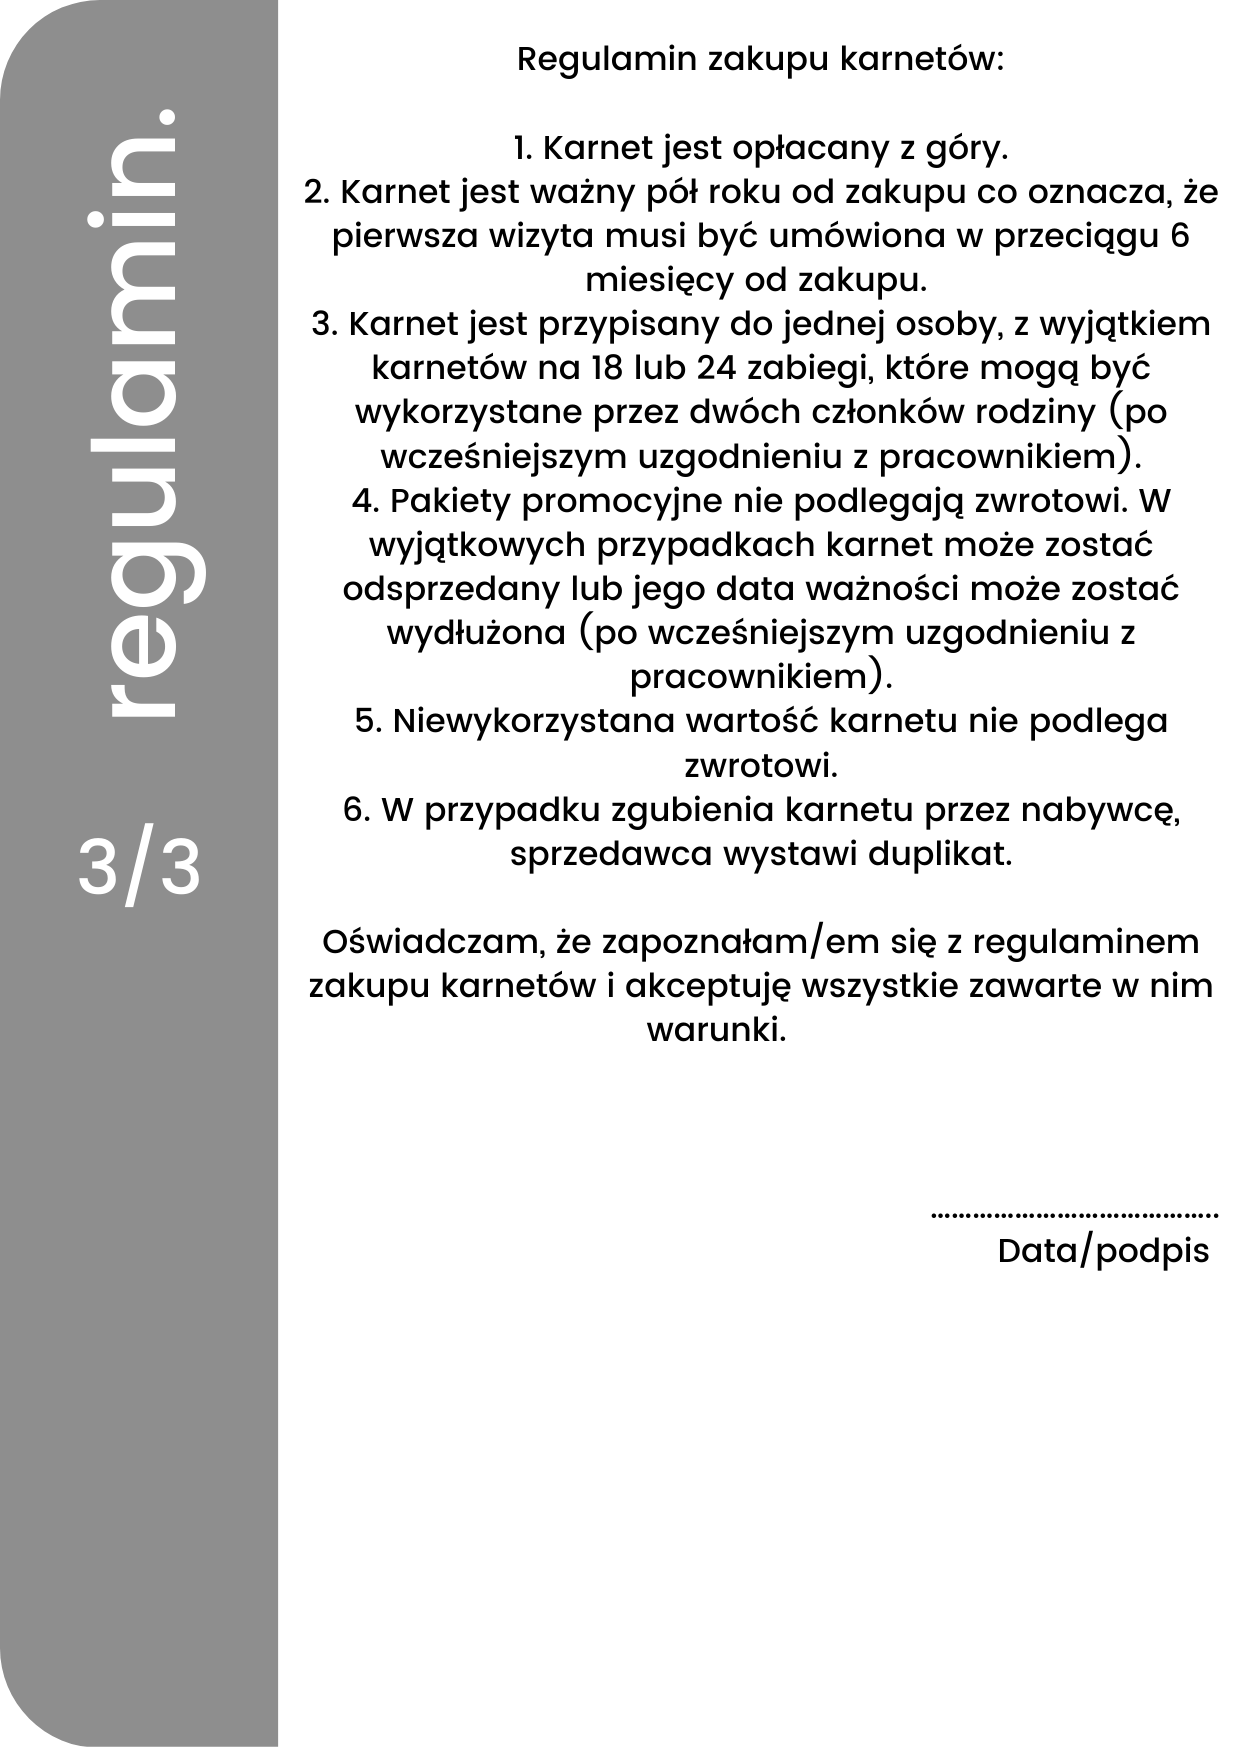 regulamin.
3/3
Regulamin zakupu karnetów:
1. Karnet jest opłacany z góry.
2. Karnet jest ważny pół roku od zakupu co oznacza, że
pierwsza wizyta musi być umówiona w przeciągu 6
miesięcy od zakupu.
3. Karnet jest przypisany do jednej osoby, z wyjątkiem
karnetów na 18 lub 24 zabiegi, które mogą być
wykorzystane przez dwóch członków rodziny (po
wcześniejszym uzgodnieniu z pracownikiem).
4. Pakiety promocyjne nie podlegają zwrotowi. W
wyjątkowych przypadkach karnet może zostać
odsprzedany lub jego data ważności może zostać
wydłużona (po wcześniejszym uzgodnieniu z
pracownikiem).
5. Niewykorzystana wartość karnetu nie podlega
zwrotowi.
6. W przypadku zgubienia karnetu przez nabywcę,
sprzedawca wystawi duplikat.
Oświadczam, że zapoznałam/em się z regulaminem
zakupu karnetów i akceptuję wszystkie zawarte w nim
warunki.
……………………………………..
Data/podpis